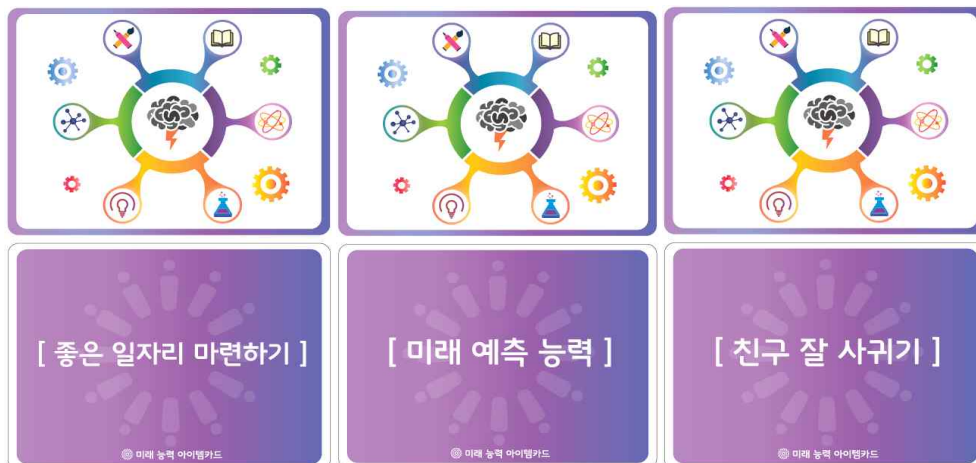 [ 좋은 일자리 마련하기 ]
[ 미래 예측 능력 ]
[ 친구 잘 사귀기 ]
미래 능력 아이템카드
미래 능력 아이템카드
미래 능력 아이템카드